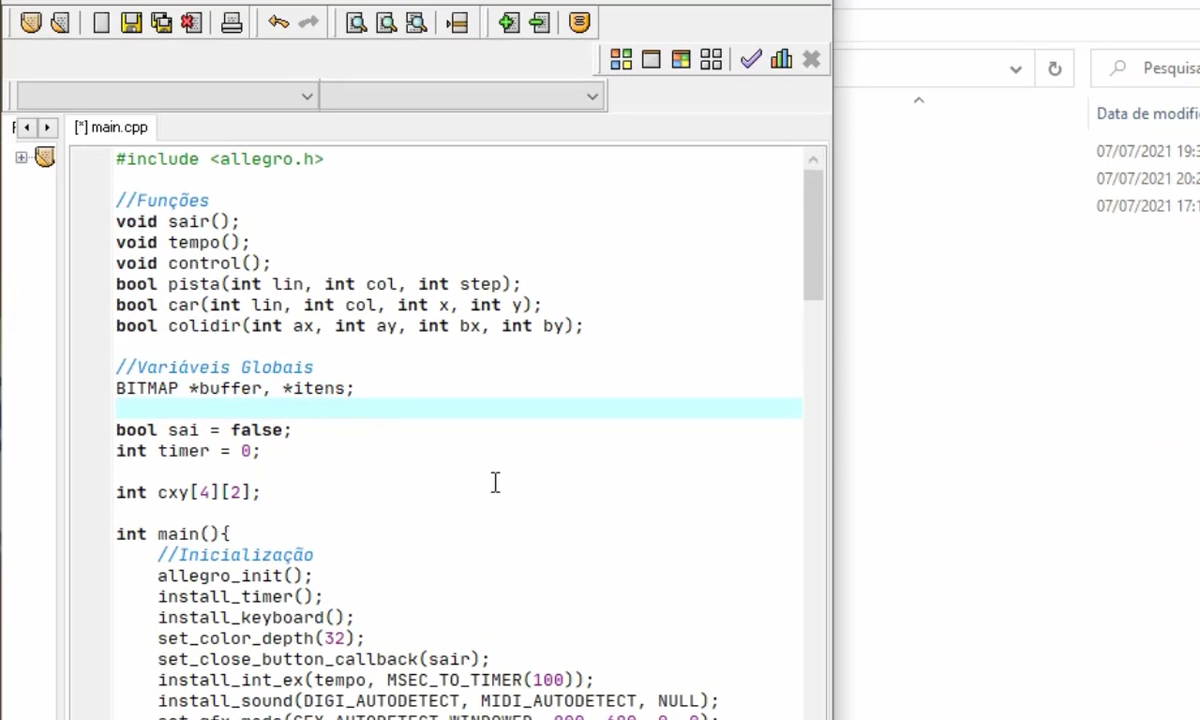 Pesquisa
[*] main.cpp
Data de modifi
07/07/2021 19:3
07/07/2021 20:2
07/07/2021 17:1
#include <allegro.h>
//Funções
void sair();
void tempo();
void control();
bool pista(int lin, int col, int step);
bool car(int lin, int col, int x, int y);
bool colidir(int ax, int ay, int bx, int by);
//Variáveis Globais
BITMAP *buffer, *itens;
bool sai = false;
int timer = 0;
int cxy[4][2];
int main(){
//Inicialização
allegro_init();
install_timer();
install_keyboard();
set_color_depth(32);
set_close_button_callback(sair);
install_int_ex(tempo, MSEC_TO_TIMER(100));
install_sound(DIGI_AUTODETECT, MIDI_AUTODETECT, NULL);